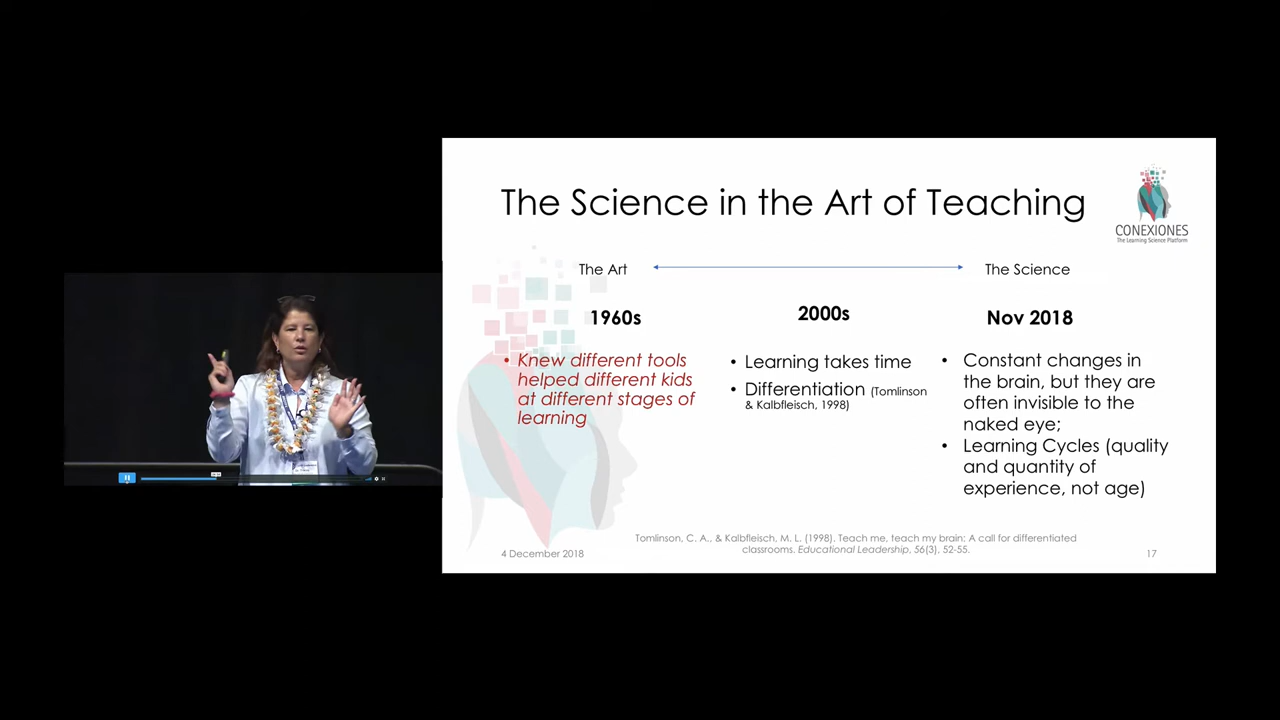 The Science in the Art of Teaching
CONEXIONES
The Learning Science Platform
The Art
The Science
1960s
2000s
Nov 2018
• Knew different tools
helped different kids
at different stages of
learning
• Learning takes time
• Differentiation (Tomlinson
& Kalbfleisch, 1998)
• Constant changes in
the brain, but they are
often invisible to the
naked eye;
• Learning Cycles (quality
and quantity of
experience, not age)
Tomlinson, C. A., & Kalbfleisch, M. L. (1998). Teach me, teach my brain: A call for differentiated
classrooms. Educational Leadership, 56(3), 52-55.
4 December 2018
17